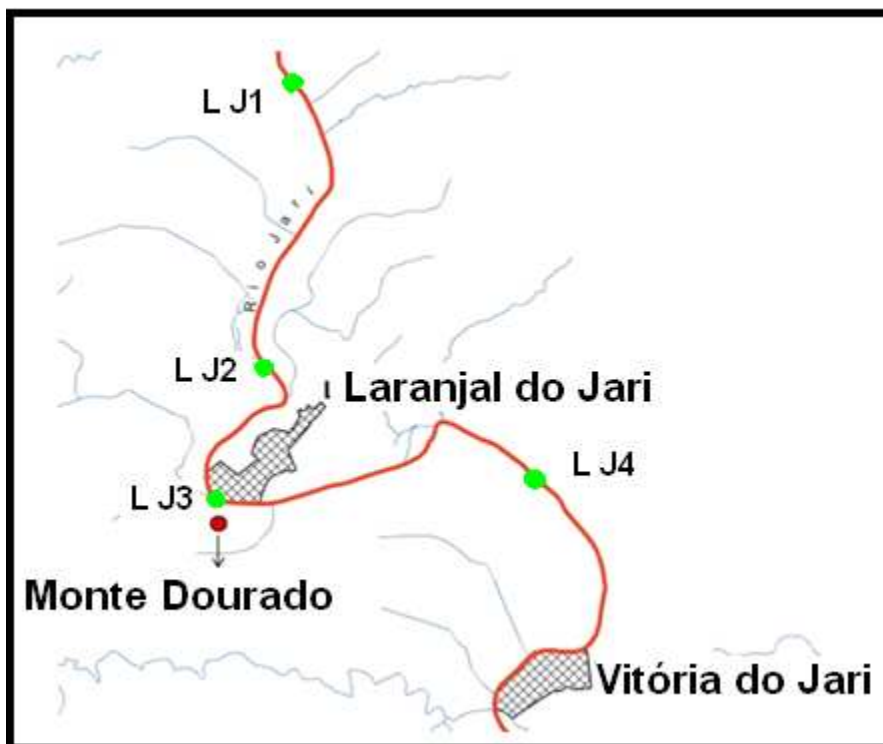 L J1
Rio Jari
L J2
Laranjal do Jari
L J4
L J3
Monte Dourado
Vitória do Jari